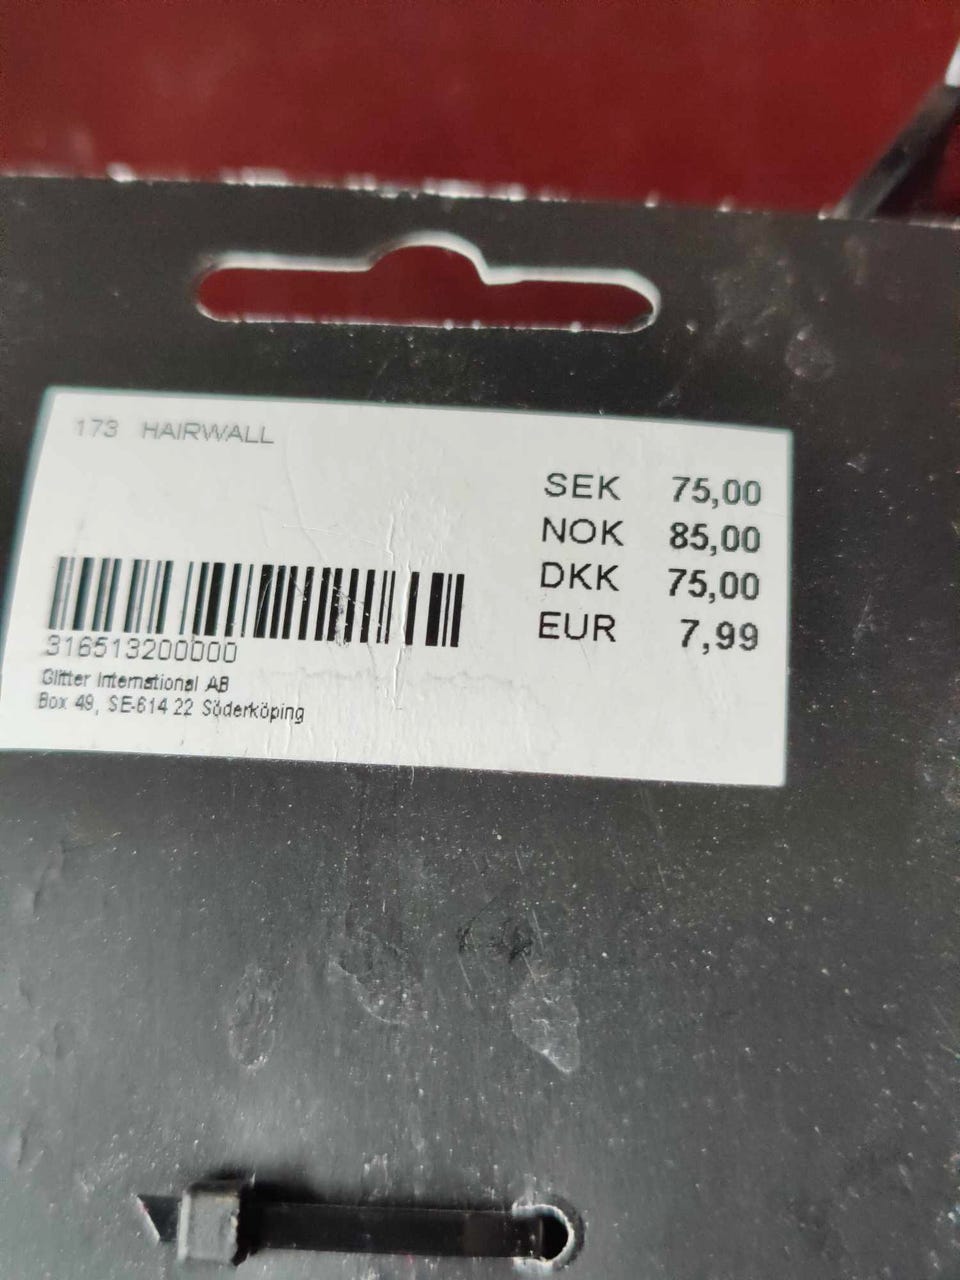 173 HAIRWALL
SEK 75,00
NOK 85,00
DKK 75,00
EUR 7,99
316513200000
Glitter International AB
Box 49, SE-614 22 Söderköping